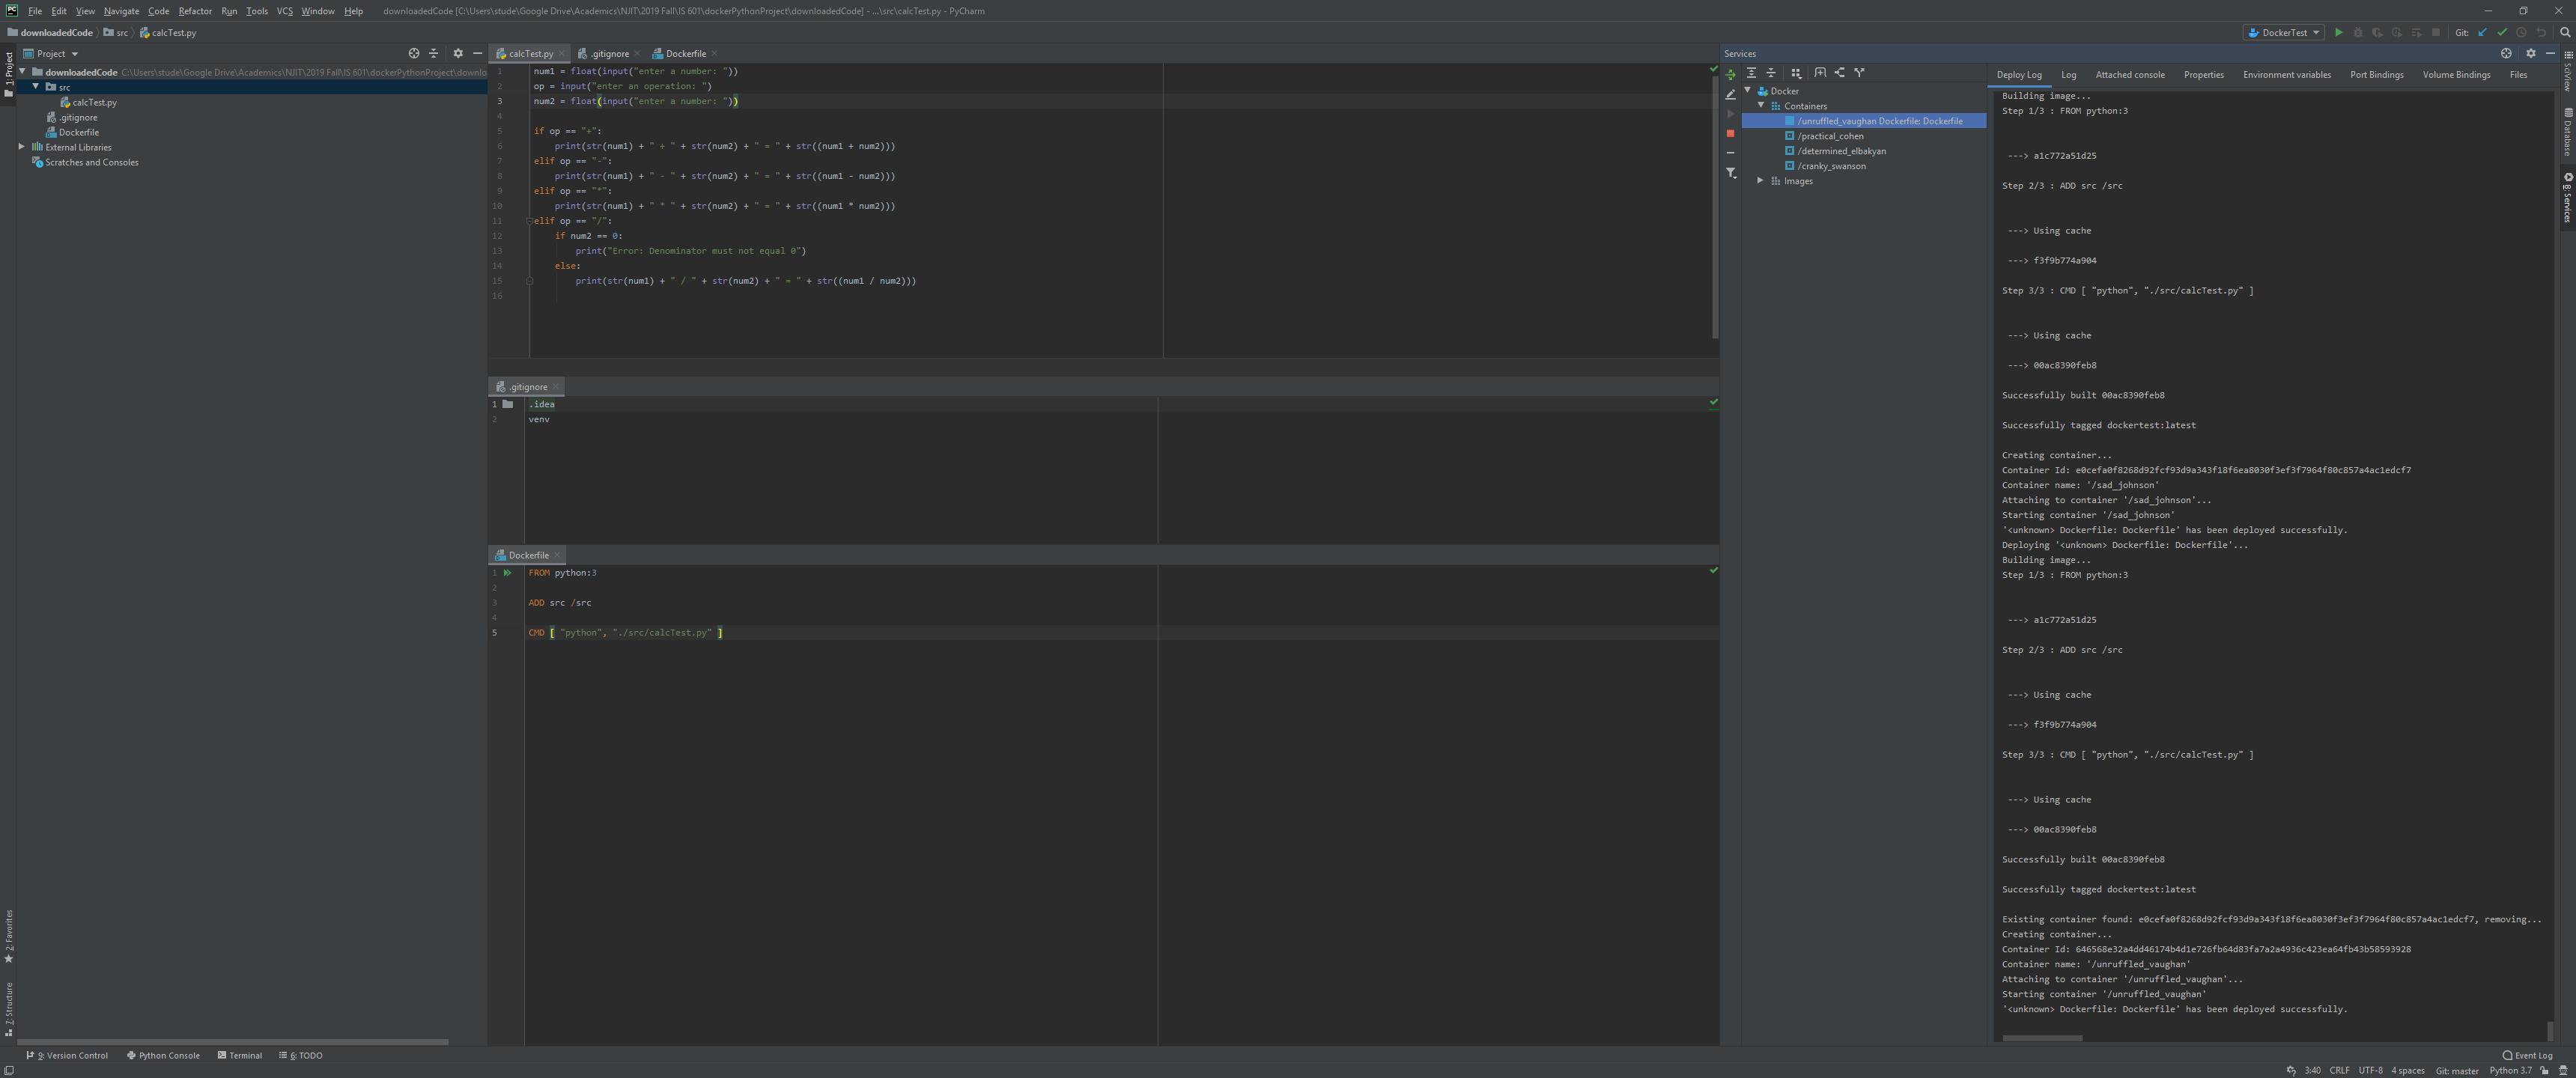 File Edit View Navigate Code Refactor Run Tools VCS Window Help downloadedCode [C:\Users\stude\Google Drive\Academics\NJIT\2019 Fall\IS 601\dockerPythonProject\downloadedCode] - ...\src\calcTest.py - PyCharm
downloadedCode src calcTest.py
DockerTest Git:
1: Project
Project
downloadedCode C:\Users\stude\Google Drive\Academics\NJIT\2019 Fall\IS 601\dockerPythonProject\downlo
src
calcTest.py
.gitignore
Dockerfile
External Libraries
Scratches and Consoles
2: Favorites
7: Structure
calcTest.py .gitignore Dockerfile
1 num1 = float(input("enter a number: "))
2 op = input("enter an operation: ")
3 num2 = float(input("enter a number: "))
4
5 if op == "+":
6 print(str(num1) + " + " + str(num2) + " = " + str((num1 + num2)))
7 elif op == "-":
8 print(str(num1) + " - " + str(num2) + " = " + str((num1 - num2)))
9 elif op == "*":
10 print(str(num1) + " * " + str(num2) + " = " + str((num1 * num2)))
11 elif op == "/":
12 if num2 == 0:
13 print("Error: Denominator must not equal 0")
14 else:
15 print(str(num1) + " / " + str(num2) + " = " + str((num1 / num2)))
16
.gitignore
1 .idea
2 venv
Dockerfile
1 FROM python:3
2
3 ADD src /src
4
5 CMD [ "python", "./src/calcTest.py" ]
Services
Docker
Containers
/unruffled_vaughan Dockerfile: Dockerfile
/practical_cohen
/determined_elbakyan
/cranky_swanson
Images
Deploy Log Log Attached console Properties Environment variables Port Bindings Volume Bindings Files
Building image...
Step 1/3 : FROM python:3
---> a1c772a51d25
Step 2/3 : ADD src /src
---> Using cache
---> f3f9b774a904
Step 3/3 : CMD [ "python", "./src/calcTest.py" ]
---> Using cache
---> 00ac8390feb8
Successfully built 00ac8390feb8
Successfully tagged dockertest:latest
Creating container...
Container Id: e0cefa0f8268d92fcf93d9a343f18f6ea8030f3ef3f7964f80c857a4ac1edcf7
Container name: '/sad_johnson'
Attaching to container '/sad_johnson'...
Starting container '/sad_johnson'
'<unknown> Dockerfile: Dockerfile' has been deployed successfully.
Deploying '<unknown> Dockerfile: Dockerfile'...
Building image...
Step 1/3 : FROM python:3
---> a1c772a51d25
Step 2/3 : ADD src /src
---> Using cache
---> f3f9b774a904
Step 3/3 : CMD [ "python", "./src/calcTest.py" ]
---> Using cache
---> 00ac8390feb8
Successfully built 00ac8390feb8
Successfully tagged dockertest:latest
Existing container found: e0cefa0f8268d92fcf93d9a343f18f6ea8030f3ef3f7964f80c857a4ac1edcf7, removing...
Creating container...
Container Id: 646568e32a4dd46174b4d1e726fb64d83fa7a2a4936c423ea64fb43b58593928
Container name: '/unruffled_vaughan'
Attaching to container '/unruffled_vaughan'...
Starting container '/unruffled_vaughan'
'<unknown> Dockerfile: Dockerfile' has been deployed successfully.
SciView
Database
8: Services
9: Version Control Python Console Terminal 6: TODO Event Log
3:40 CRLF UTF-8 4 spaces Git: master Python 3.7